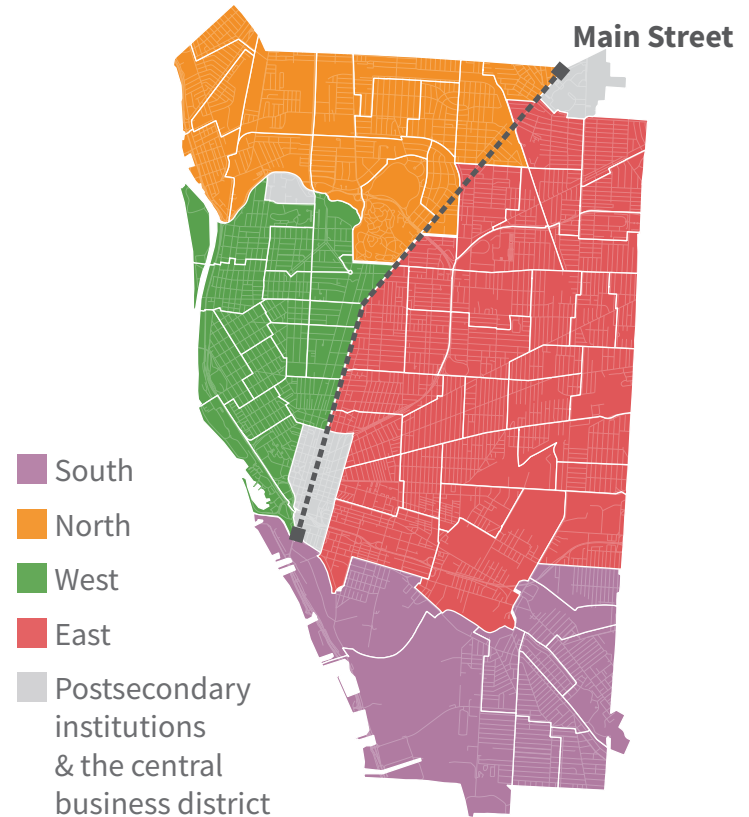 Main Street
South
North
West
East
Postsecondary
institutions
& the central
business district